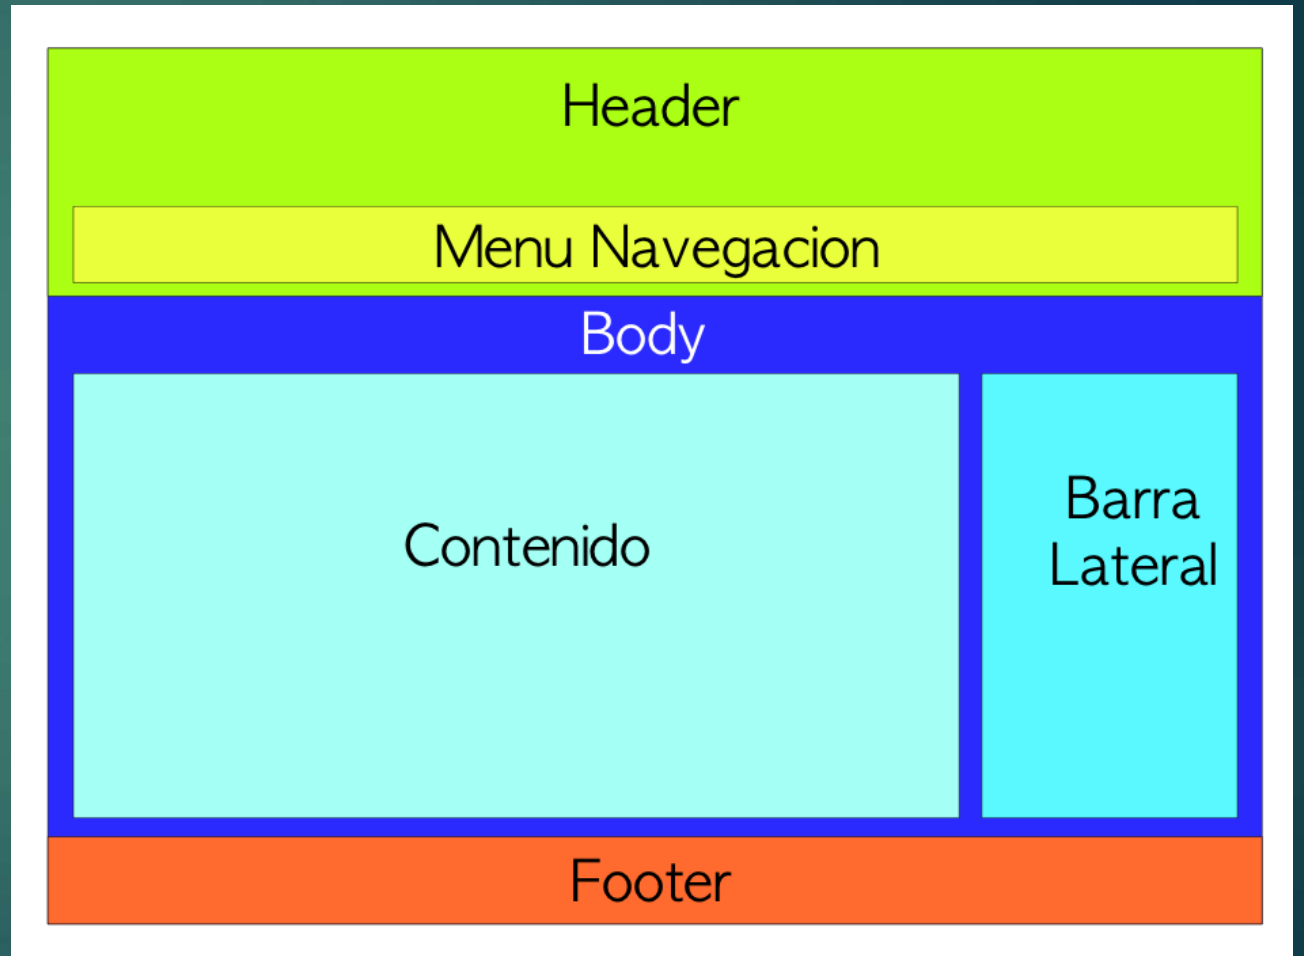 Header
Menu Navegacion
Body
Contenido
Barra
Lateral
Footer